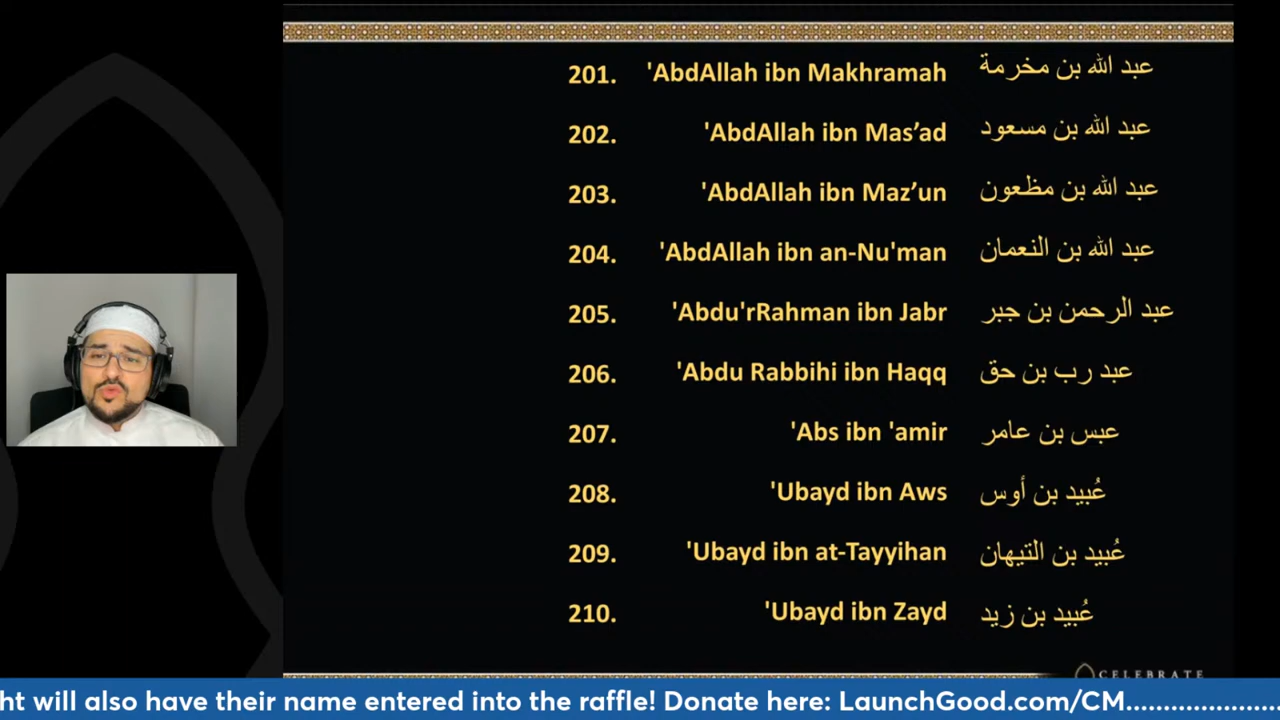 201. 'AbdAllah ibn Makhramah عبد الله بن مخرمة
202. 'AbdAllah ibn Mas’ad عبد الله بن مسعود
203. 'AbdAllah ibn Maz’un عبد الله بن مظعون
204. 'AbdAllah ibn an-Nu'man عبد الله بن النعمان
205. 'Abdu'rRahman ibn Jabr عبد الرحمن بن جبر
206. 'Abdu Rabbihi ibn Haqq عبد رب بن حق
207. 'Abs ibn 'amir عبس بن عامر
208. 'Ubayd ibn Aws عُبيد بن أوس
209. 'Ubayd ibn at-Tayyihan عُبيد بن التيهان
210. 'Ubayd ibn Zayd عُبيد بن زيد
CELEBRATE
ht will also have their name entered into the raffle! Donate here: LaunchGood.com/CM.......................